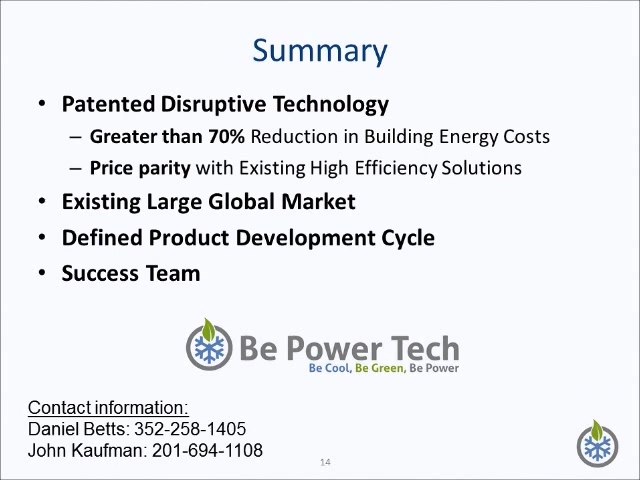 Summary
• Patented Disruptive Technology
– Greater than 70% Reduction in Building Energy Costs
– Price parity with Existing High Efficiency Solutions
• Existing Large Global Market
• Defined Product Development Cycle
• Success Team
Be Power Tech
Be Cool, Be Green, Be Power
Contact information:
Daniel Betts: 352-258-1405
John Kaufman: 201-694-1108
14